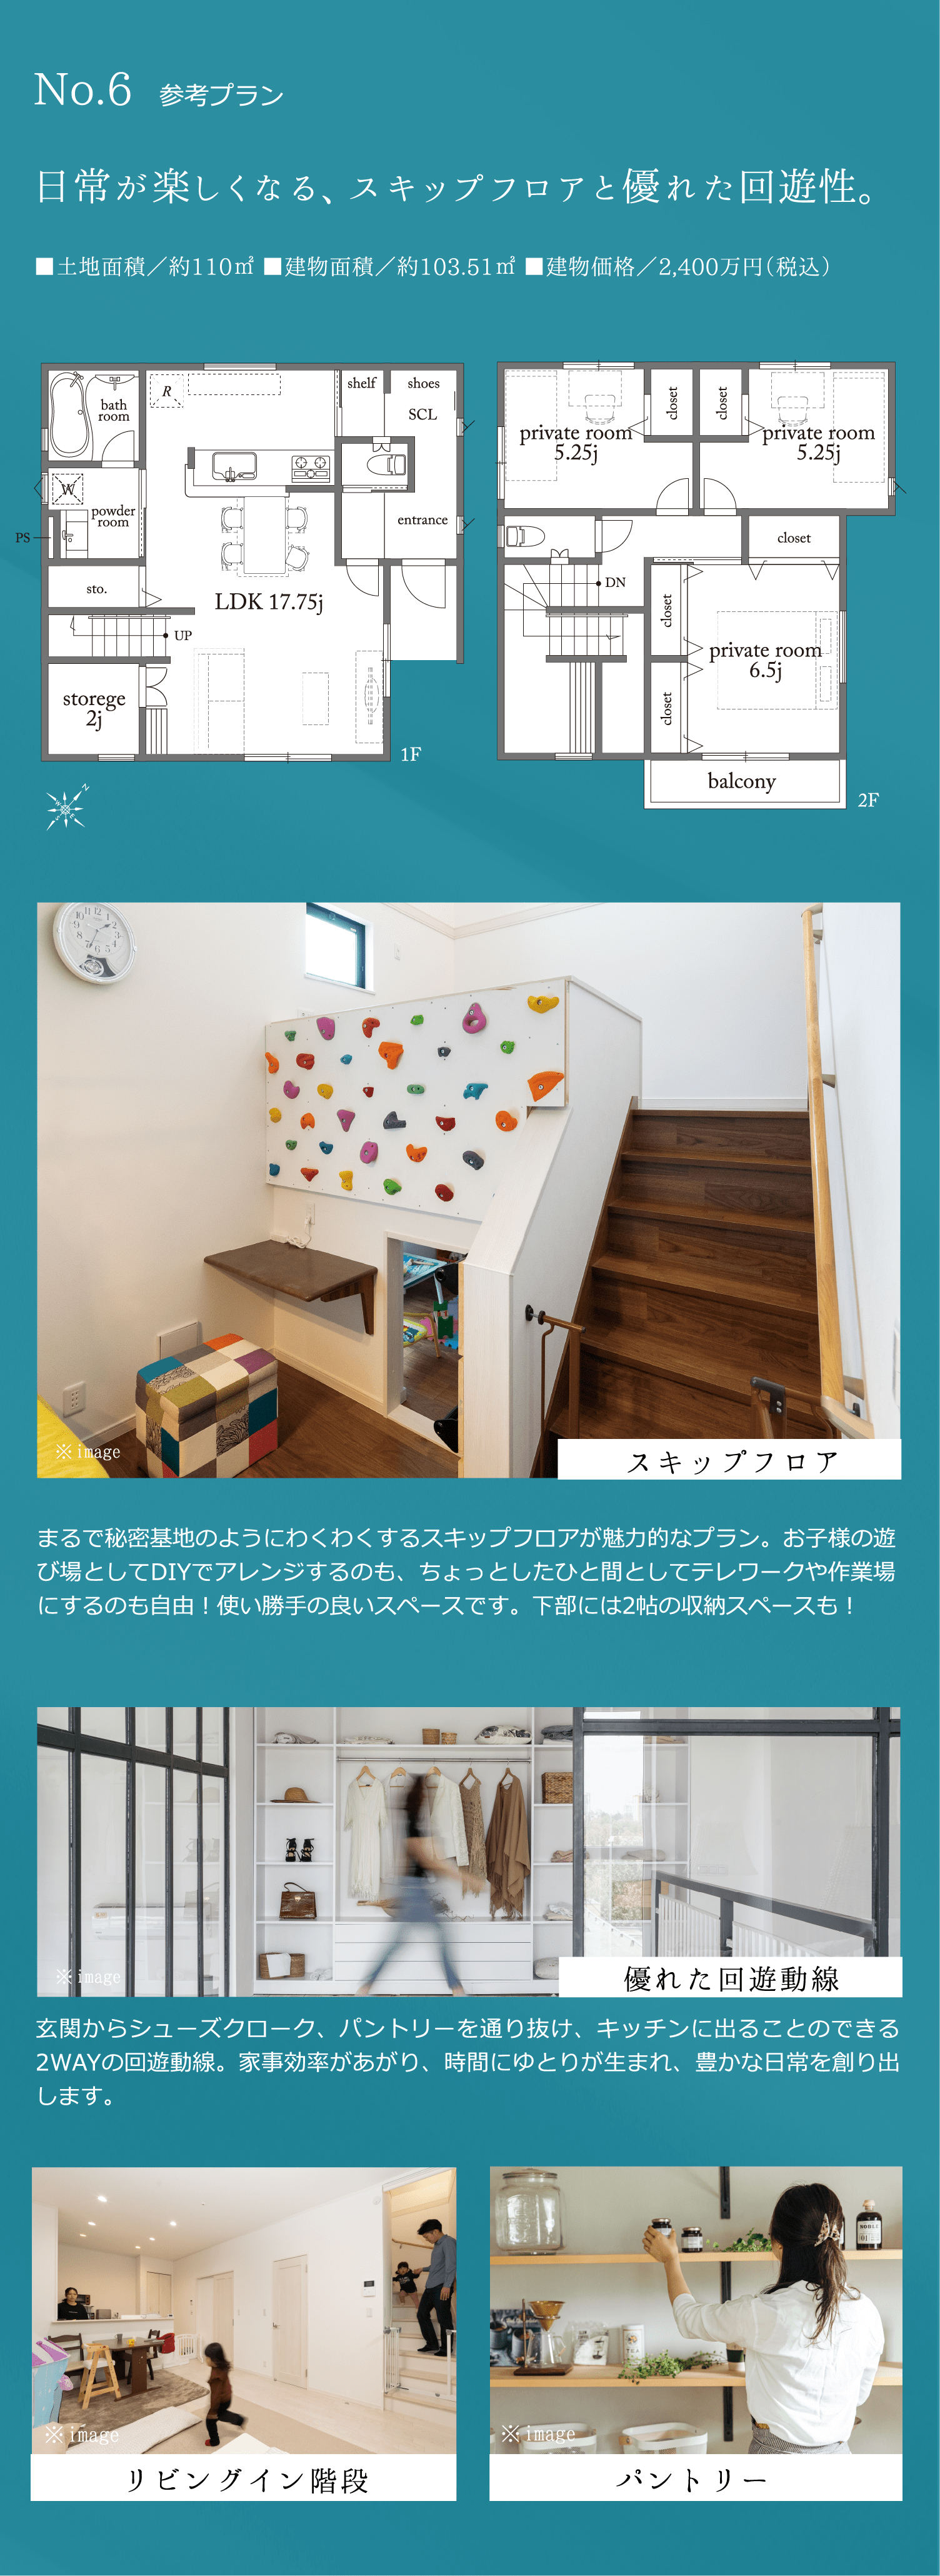 No.6 参考プラン
日常が楽しくなる、スキップフロアと優れた回遊性。
■土地面積／約110㎡ ■建物面積／約103.51㎡ ■建物価格／2,400万円(税込)
bath
room
R
shelf
shoes
SCL
W
powder
room
PS
entrance
sto.
LDK 17.75j
UP
storege
2j
1F
closet
closet
private room
5.25j
private room
5.25j
closet
DN
closet
private room
6.5j
closet
balcony
2F
N
※image
スキップフロア
まるで秘密基地のようにわくわくするスキップフロアが魅力的なプラン。お子様の遊
び場としてDIYでアレンジするのも、ちょっとしたひと間としてテレワークや作業場
にするのも自由！使い勝手の良いスペースです。下部には2帖の収納スペースも！
※image
優れた回遊動線
玄関からシューズクローク、パントリーを通り抜け、キッチンに出ることのできる
2WAYの回遊動線。家事効率があがり、時間にゆとりが生まれ、豊かな日常を創り出
します。
※image
リビングイン階段
※image
パントリー